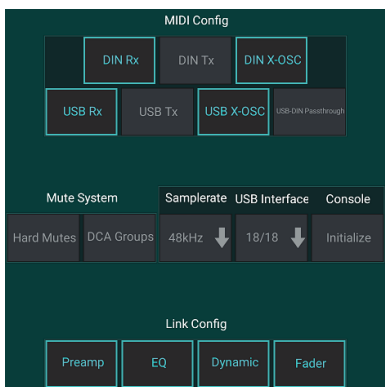 MIDI Config
DIN Rx DIN Tx DIN X-OSC
USB Rx USB Tx USB X-OSC USB-DIN Passthrough
Mute System Samplerate USB Interface Console
Hard Mutes DCA Groups 48kHz 18/18 Initialize
Link Config
Preamp EQ Dynamic Fader